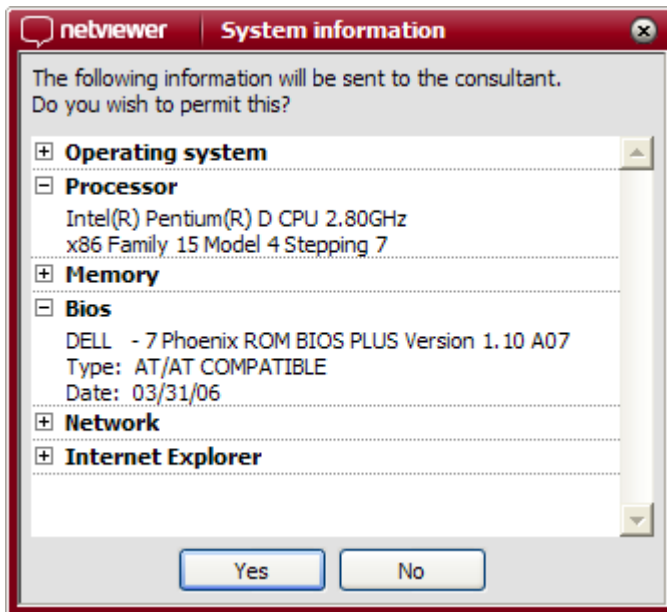 netviewer System information
The following information will be sent to the consultant.
Do you wish to permit this?
Operating system
Processor
Intel(R) Pentium(R) D CPU 2.80GHz
x86 Family 15 Model 4 Stepping 7
Memory
Bios
DELL - 7 Phoenix ROM BIOS PLUS Version 1.10 A07
Type: AT/AT COMPATIBLE
Date: 03/31/06
Network
Internet Explorer
Yes No